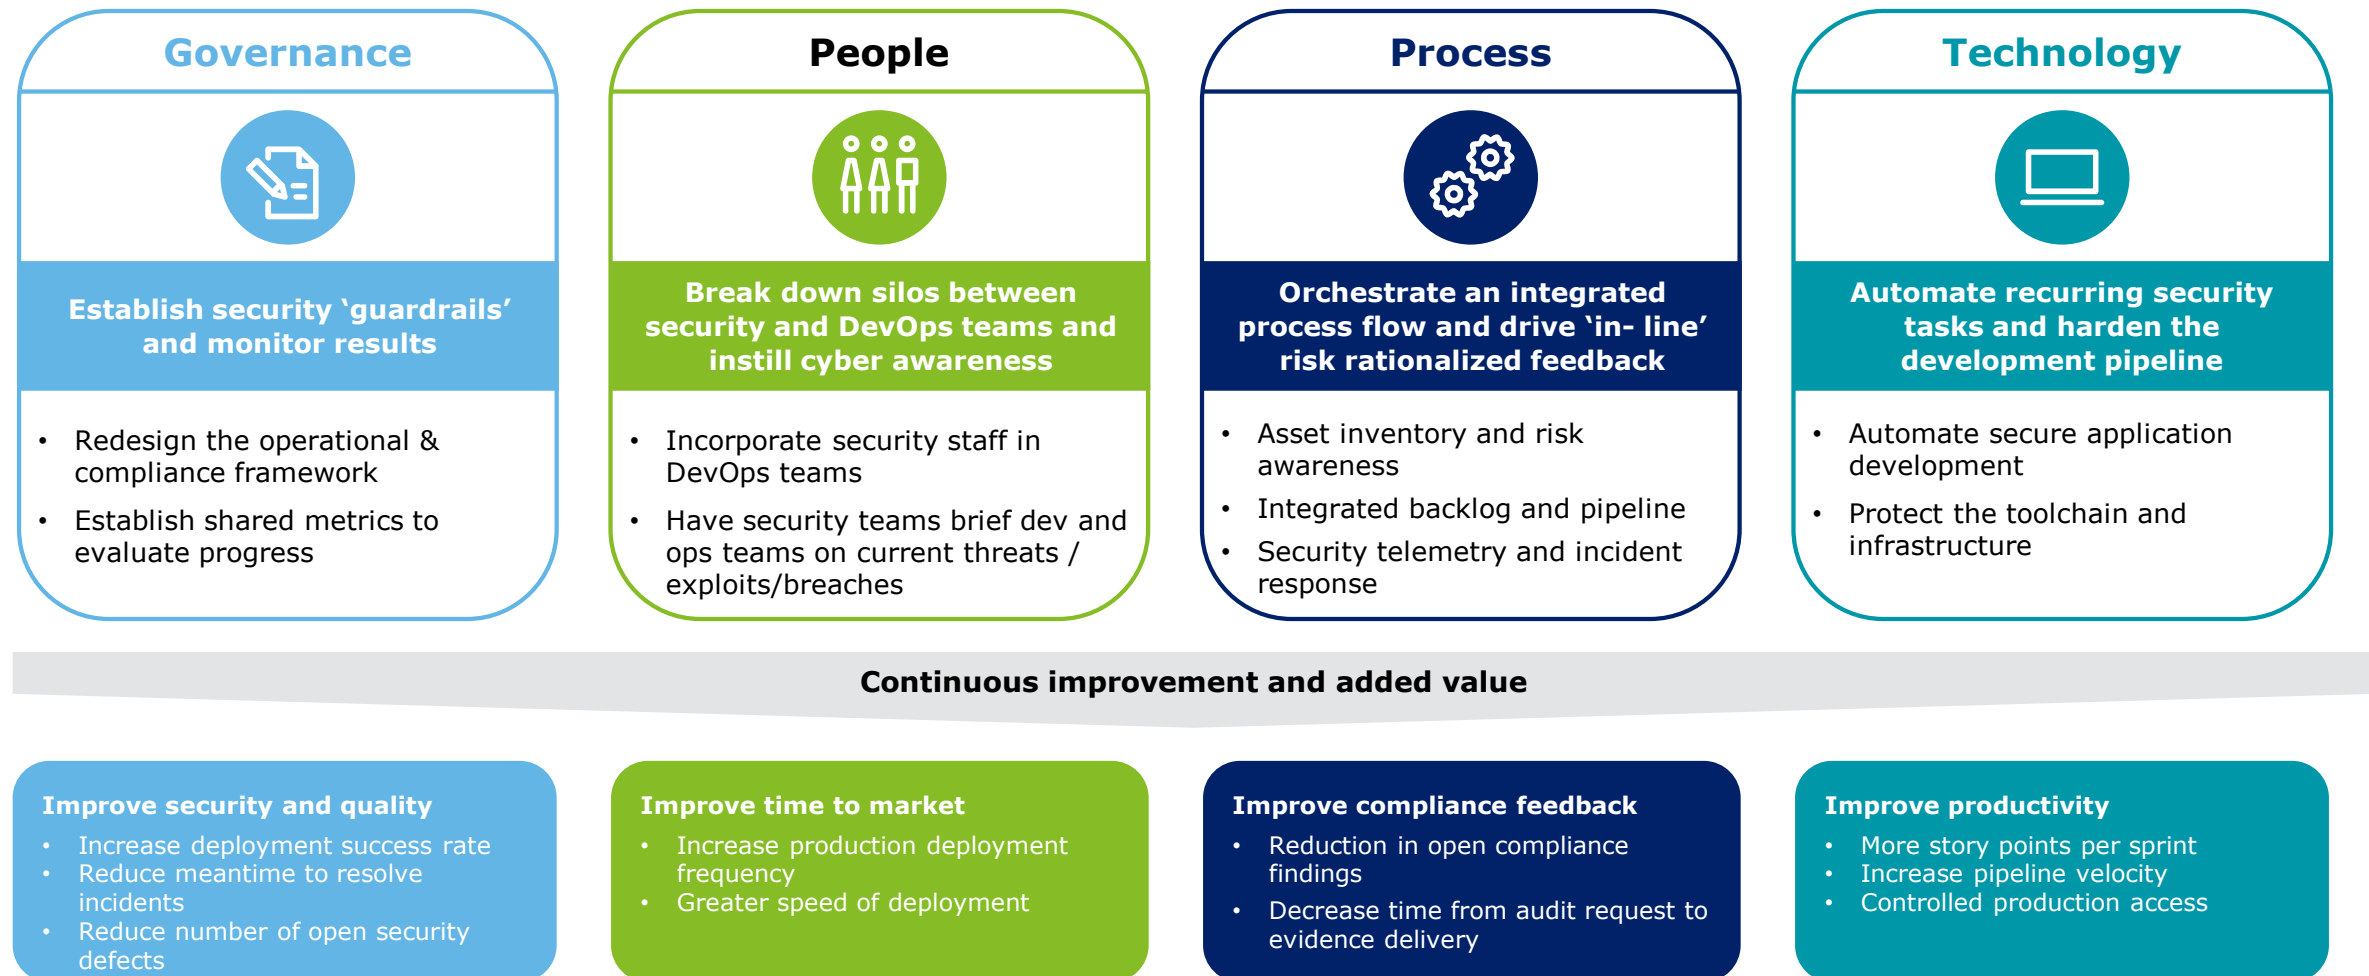 Governance
Establish security ‘guardrails’
and monitor results
• Redesign the operational &
compliance framework
• Establish shared metrics to
evaluate progress
People
Break down silos between
security and DevOps teams and
instill cyber awareness
• Incorporate security staff in
DevOps teams
• Have security teams brief dev and
ops teams on current threats /
exploits/breaches
Process
Orchestrate an integrated
process flow and drive ‘in- line’
risk rationalized feedback
• Asset inventory and risk
awareness
• Integrated backlog and pipeline
• Security telemetry and incident
response
Technology
Automate recurring security
tasks and harden the
development pipeline
• Automate secure application
development
• Protect the toolchain and
infrastructure
Continuous improvement and added value
Improve security and quality
• Increase deployment success rate
• Reduce meantime to resolve
incidents
• Reduce number of open security
defects
Improve time to market
• Increase production deployment
frequency
• Greater speed of deployment
Improve compliance feedback
• Reduction in open compliance
findings
• Decrease time from audit request to
evidence delivery
Improve productivity
• More story points per sprint
• Increase pipeline velocity
• Controlled production access